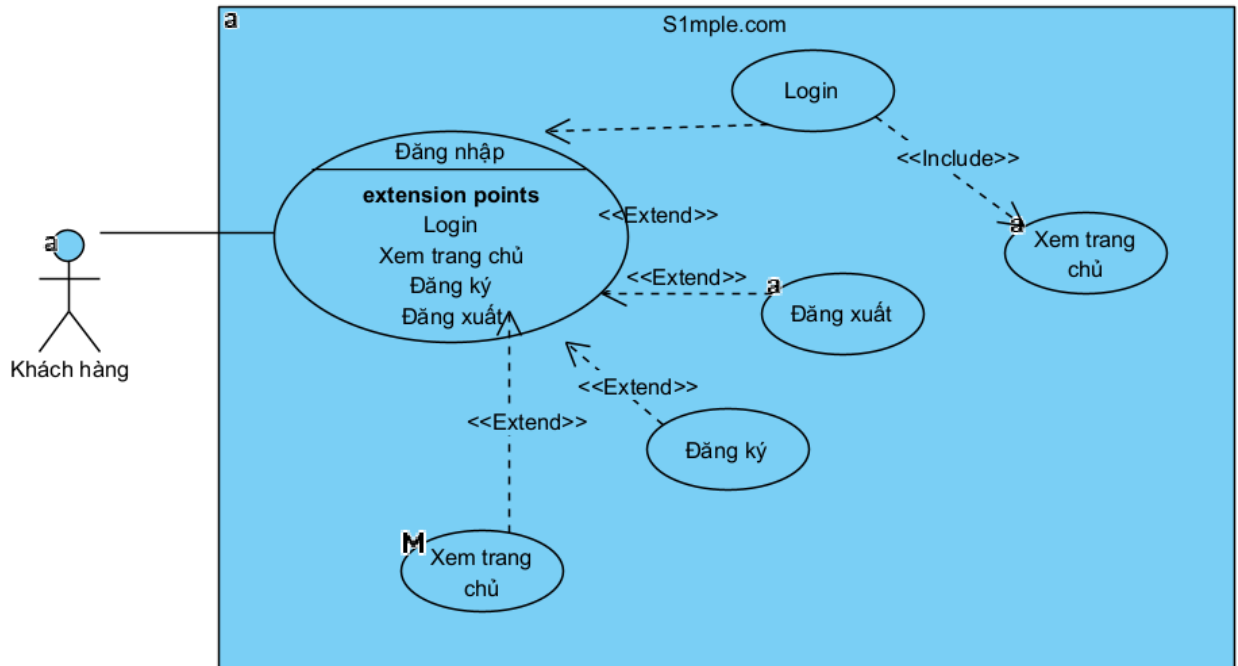 a
S1mple.com
Login
Đăng nhập
<<Include>>
extension points
Login
<<Extend>>
a
a
Xem trang
chủ
Xem trang chủ
<<Extend>>
a
Đăng ký
Đăng xuất
Đăng xuất
Khách hàng
<<Extend>>
<<Extend>>
Đăng ký
M
Xem trang
chủ